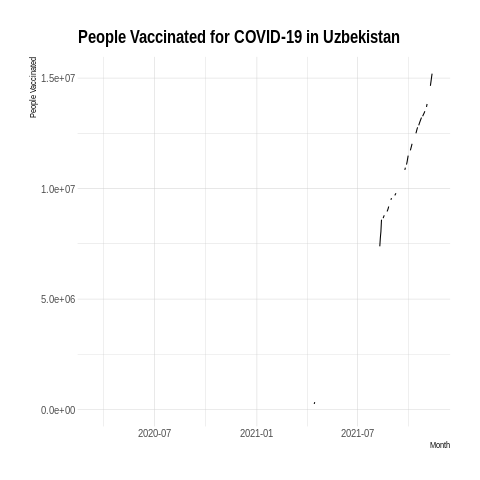 People Vaccinated for COVID-19 in Uzbekistan
People Vaccinated
1.5e+07
1.0e+07
5.0e+06
0.0e+00
2020-07
2021-01
2021-07
Month